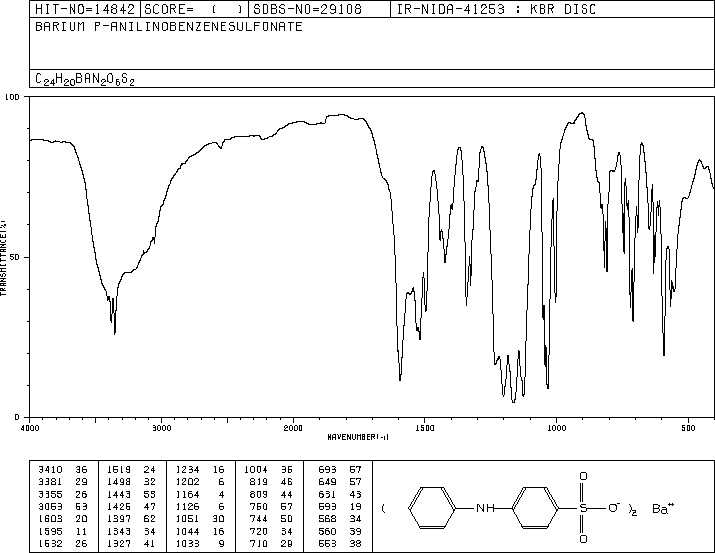 HIT-NO=14842 SCORE= ( ) SDBS-NO=29108 IR-NIDA-41253 : KBR DISC
BARIUM P-ANILINOBENZENESULFONATE
C24H20BAN2O6S2
100
50
0
TRANSMITTANCE(%)
4000 3000 2000 1500 1000 500
WAVENUMBER(-1)
3410 36 1519 24 1234 16 1004 36 693 57
3381 29 1498 32 1202 6 819 46 649 57
3355 26 1443 55 1164 4 809 44 631 43
3063 53 1426 47 1126 6 760 57 593 19
1603 20 1397 62 1051 30 744 50 568 34
1595 11 1343 34 1044 16 720 34 560 39
1532 26 1327 41 1033 9 710 29 553 38
( NH O S O O- )2 Ba++